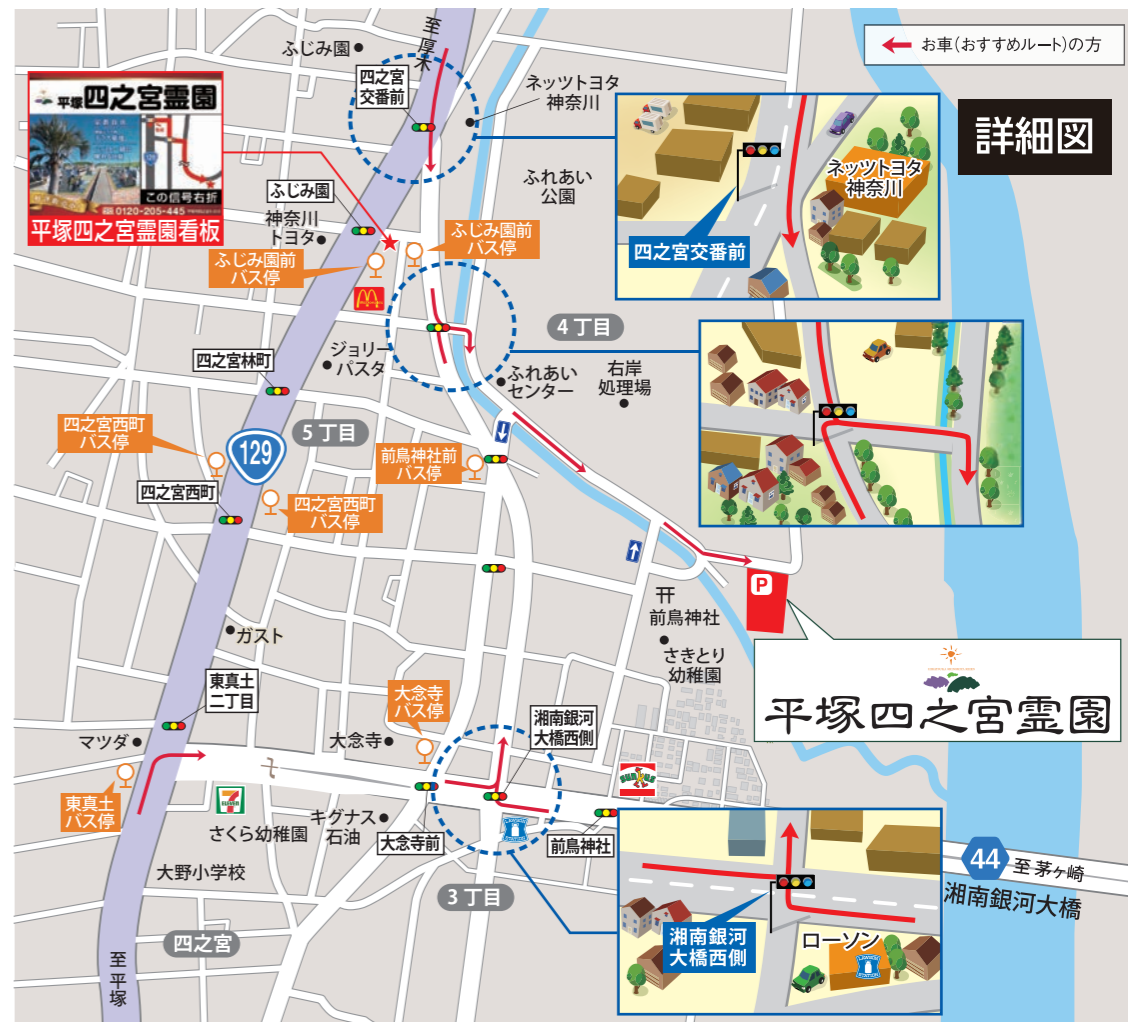 至厚木
ふじみ園
お車(おすすめルート)の方
四之宮
交番前
ネッツトヨタ
神奈川
平塚 四之宮霊園
この信号右折
0120-205-445
平塚四之宮霊園看板
詳細図
ネッツトヨタ
神奈川
四之宮交番前
ふれあい
公園
ふじみ園
神奈川
トヨタ
ふじみ園前
バス停
ふじみ園前
バス停
4丁目
ジョリー
パスタ
ふれあい
センター
右岸
処理場
四之宮林町
四之宮西町
バス停
129
5丁目
前鳥神社前
バス停
四之宮西町
四之宮西町
バス停
P
前鳥神社
さきとり
幼稚園
平塚四之宮霊園
ガスト
東真土
二丁目
大念寺
バス停
湘南銀河
大橋西側
マツダ
大念寺
東真土
バス停
7
ELEVEN
さくら幼稚園
キグナス
石油
大念寺前
LAWSON
STATION
前鳥神社
大野小学校
3丁目
四之宮
至平塚
湘南銀河
大橋西側
ローソン
LAWSON
STATION
44
至 茅ヶ崎
湘南銀河大橋